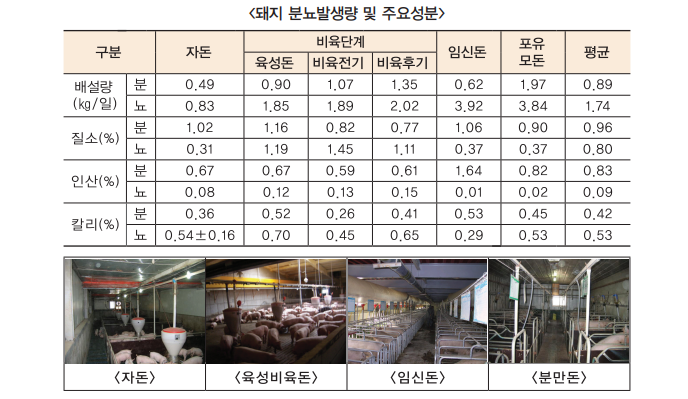 <돼지 분뇨발생량 및 주요성분>
구분 자돈 비육단계 임신돈 포유모돈 평균
육성돈 비육전기 비육후기
배설량(kg/일) 분 0.49 0.90 1.07 1.35 0.62 1.97 0.89
뇨 0.83 1.85 1.89 2.02 3.92 3.84 1.74
질소(%) 분 1.02 1.16 0.82 0.77 1.06 0.90 0.96
뇨 0.31 1.19 1.45 1.11 0.37 0.37 0.80
인산(%) 분 0.67 0.67 0.59 0.61 1.64 0.82 0.83
뇨 0.08 0.12 0.13 0.15 0.01 0.02 0.09
칼리(%) 분 0.36 0.52 0.26 0.41 0.53 0.45 0.42
뇨 0.54±0.16 0.70 0.45 0.65 0.29 0.53 0.53
<자돈> <육성비육돈> <임신돈> <분만돈>